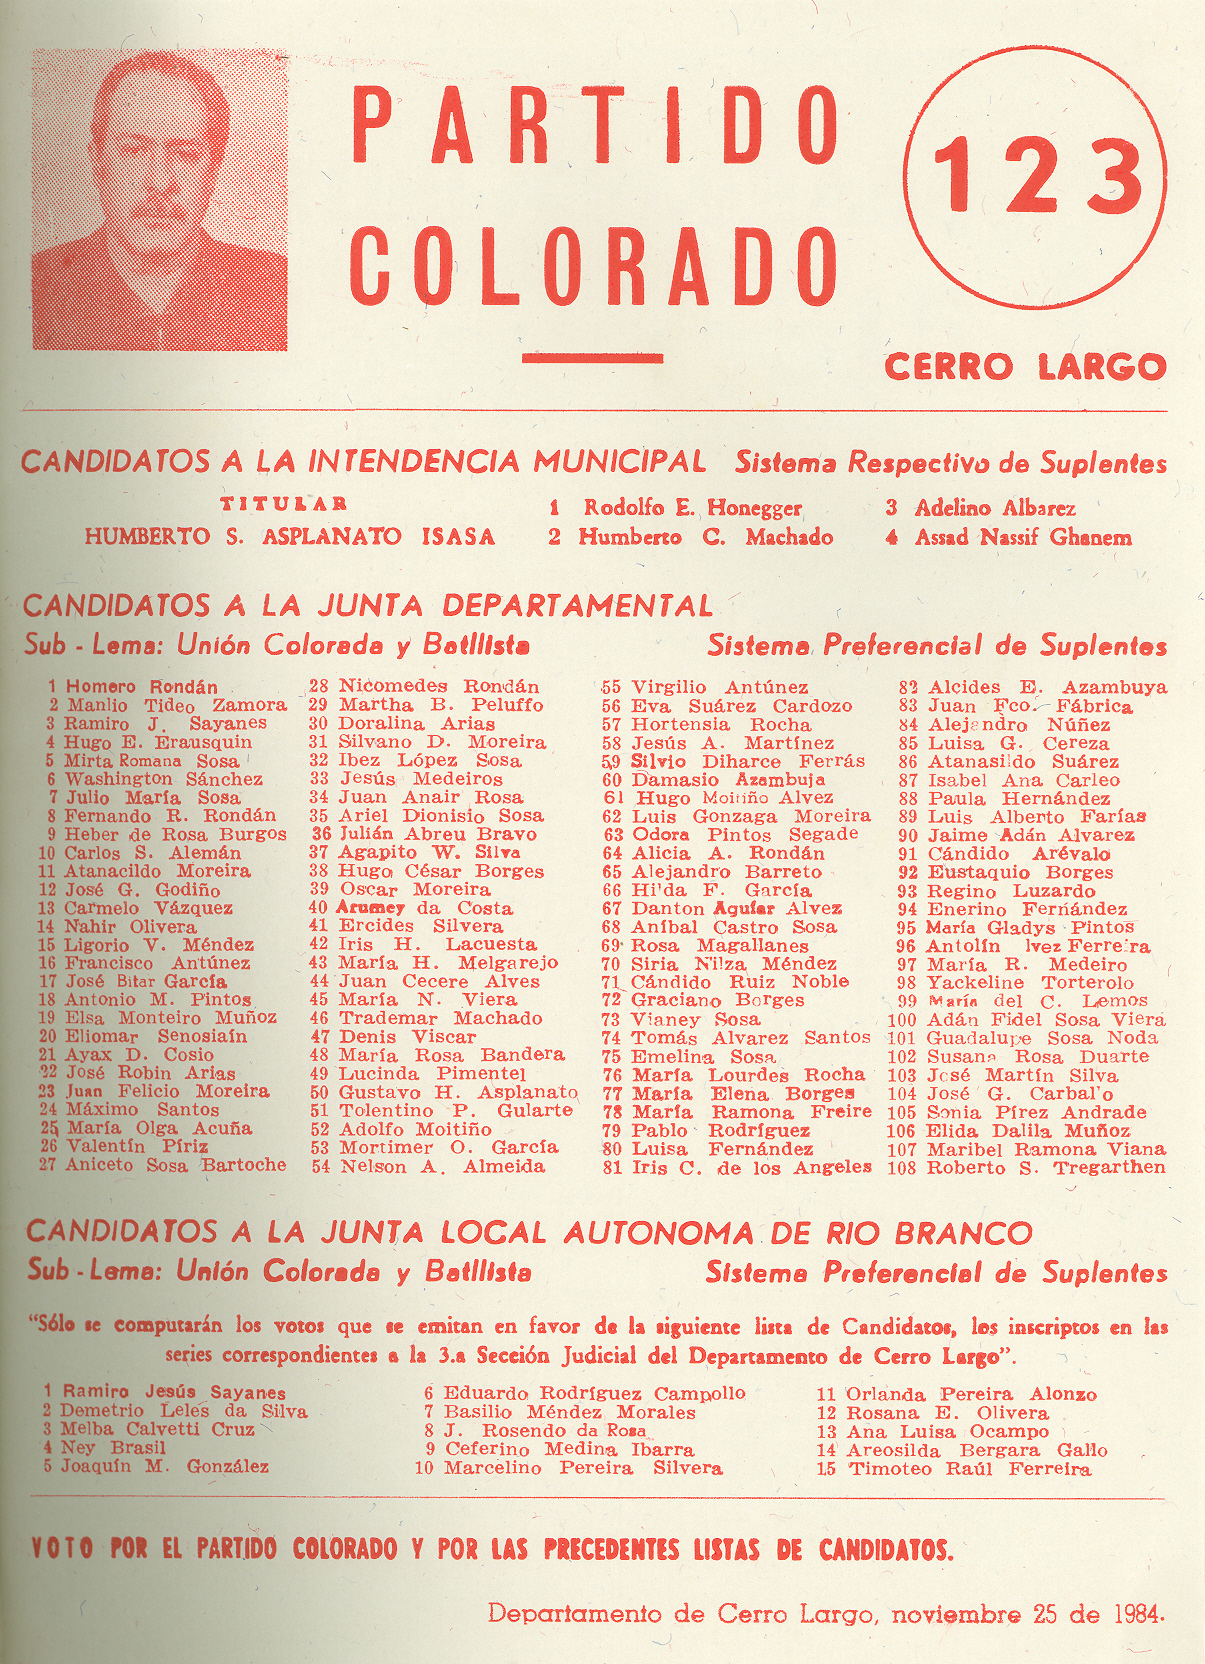 PARTIDO
COLORADO
123
CERRO LARGO
CANDIDATOS A LA INTENDENCIA MUNICIPAL Sistema Respectivo de Suplentes
TITULAR
HUMBERTO S. ASPLANATO ISASA
1 Rodolfo E. Honegger
2 Humberto C. Machado
3 Adelino Albarez
4 Assad Nassif Ghanem
CANDIDATOS A LA JUNTA DEPARTAMENTAL
Sub - Lema: Unión Colorada y Batllista Sistema Preferencial de Suplentes
1 Homero Rondán
2 Manlio Tideo Zamora
3 Ramiro J. Sayanes
4 Hugo E. Erausquin
5 Mirta Romana Sosa
6 Washington Sánchez
7 Julio María Sosa
8 Fernando R. Rondán
9 Heber de Rosa Burgos
10 Carlos S. Alemán
11 Atanacildo Moreira
12 José G. Godiño
13 Carmelo Vázquez
14 Nahir Olivera
15 Ligorio V. Méndez
16 Francisco Antúnez
17 José Bitar García
18 Antonio M. Pintos
19 Elsa Monteiro Muñoz
20 Eliomar Senosiaín
21 Ayax D. Cosio
22 José Robin Arias
23 Juan Felicio Moreira
24 Máximo Santos
25 María Olga Acuña
26 Valentín Píriz
27 Aniceto Sosa Bartoche
28 Nicomedes Rondán
29 Martha B. Peluffo
30 Doralina Arias
31 Silvano D. Moreira
32 Ibez López Sosa
33 Jesús Medeiros
34 Juan Anair Rosa
35 Ariel Dionisio Sosa
36 Julián Abreu Bravo
37 Agapito W. Silva
38 Hugo César Borges
39 Oscar Moreira
40 Arumey da Costa
41 Ercides Silvera
42 Iris H. Lacuesta
43 María H. Melgarejo
44 Juan Cecere Alves
45 María N. Viera
46 Trademar Machado
47 Denis Viscar
48 María Rosa Bandera
49 Lucinda Pimentel
50 Gustavo H. Asplanato
51 Tolentino P. Gularte
52 Adolfo Moitiño
53 Mortimer O. García
54 Nelson A. Almeida
55 Virgilio Antúnez
56 Eva Suárez Cardozo
57 Hortensia Rocha
58 Jesús A. Martínez
59 Silvio Diharce Ferrás
60 Damasio Azambuja
61 Hugo Moitiño Alvez
62 Luis Gonzaga Moreira
63 Odora Pintos Segade
64 Alicia A. Rondán
65 Alejandro Barreto
66 Hilda F. García
67 Danton Aguiar Alvez
68 Aníbal Castro Sosa
69 Rosa Magallanes
70 Siria Nilza Méndez
71 Cándido Ruiz Noble
72 Graciano Borges
73 Vianey Sosa
74 Tomás Alvarez Santos
75 Emelina Sosa
76 María Lourdes Rocha
77 María Elena Borges
78 María Ramona Freire
79 Pablo Rodríguez
80 Luisa Fernández
81 Iris C. de los Angeles
82 Alcides E. Azambuya
83 Juan Fco. Fábrica
84 Alejandro Núñez
85 Luisa G. Cereza
86 Atanasildo Suárez
87 Isabel Ana Carleo
88 Paula Hernández
89 Luis Alberto Farías
90 Jaime Adán Alvarez
91 Cándido Arévalo
92 Eustaquio Borges
93 Regino Luzardo
94 Enerino Fernández
95 María Gladys Pintos
96 Antolín lvez Ferreira
97 María R. Medeiro
98 Yackeline Torterolo
99 María del C. Lemos
100 Adán Fidel Sosa Viera
101 Guadalupe Sosa Noda
102 Susana Rosa Duarte
103 José Martín Silva
104 José G. Carbal'o
105 Sonia Pírez Andrade
106 Elida Dalila Muñoz
107 Maribel Ramona Viana
108 Roberto S. Tregarthen
CANDIDATOS A LA JUNTA LOCAL AUTONOMA DE RIO BRANCO
Sub - Lema: Unión Colorada y Batllista Sistema Preferencial de Suplentes
"Sólo se computarán los votos que se emitan en favor de la siguiente lista de Candidatos, los inscriptos en las
series correspondientes a la 3.a Sección Judicial del Departamento de Cerro Largo".
1 Ramiro Jesús Sayanes
2 Demetrio Leles da Silva
3 Melba Calvetti Cruz
4 Ney Brasil
5 Joaquín M. González
6 Eduardo Rodríguez Campollo
7 Basilio Méndez Morales
8 J. Rosendo da Rosa
9 Ceferino Medina Ibarra
10 Marcelino Pereira Silvera
11 Orlanda Pereira Alonzo
12 Rosana E. Olivera
13 Ana Luisa Ocampo
14 Areosilda Bergara Gallo
15 Timoteo Raúl Ferreira
VOTO POR EL PARTIDO COLORADO Y POR LAS PRECEDENTES LISTAS DE CANDIDATOS.
Departamento de Cerro Largo, noviembre 25 de 1984.